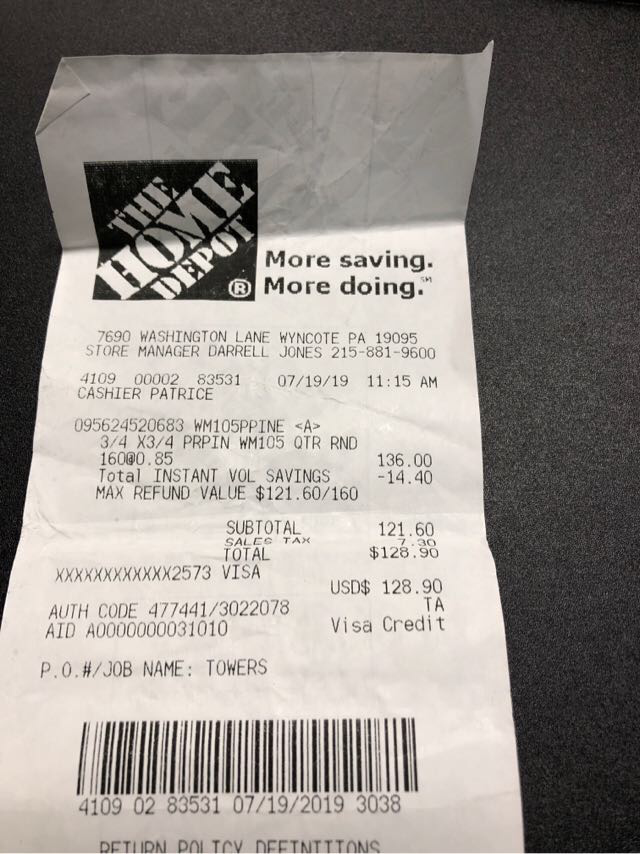 THE
HOME
DEPOT
®
More saving.
More doing.℠
7690 WASHINGTON LANE WYNCOTE PA 19095
STORE MANAGER DARRELL JONES 215-881-9600
4109 00002 83531 07/19/19 11:15 AM
CASHIER PATRICE
095624520683 WM105PPINE <A>
3/4 X3/4 PRPIN WM105 QTR RND
160@0.85 136.00
Total INSTANT VOL SAVINGS -14.40
MAX REFUND VALUE $121.60/160
SUBTOTAL 121.60
SALES TAX 7.30
TOTAL $128.90
XXXXXXXXXXXX2573 VISA
USD$ 128.90
AUTH CODE 477441/3022078 TA
AID A0000000031010 Visa Credit
P.O.#/JOB NAME: TOWERS
4109 02 83531 07/19/2019 3038
RETURN POLICY DEFINITIONS